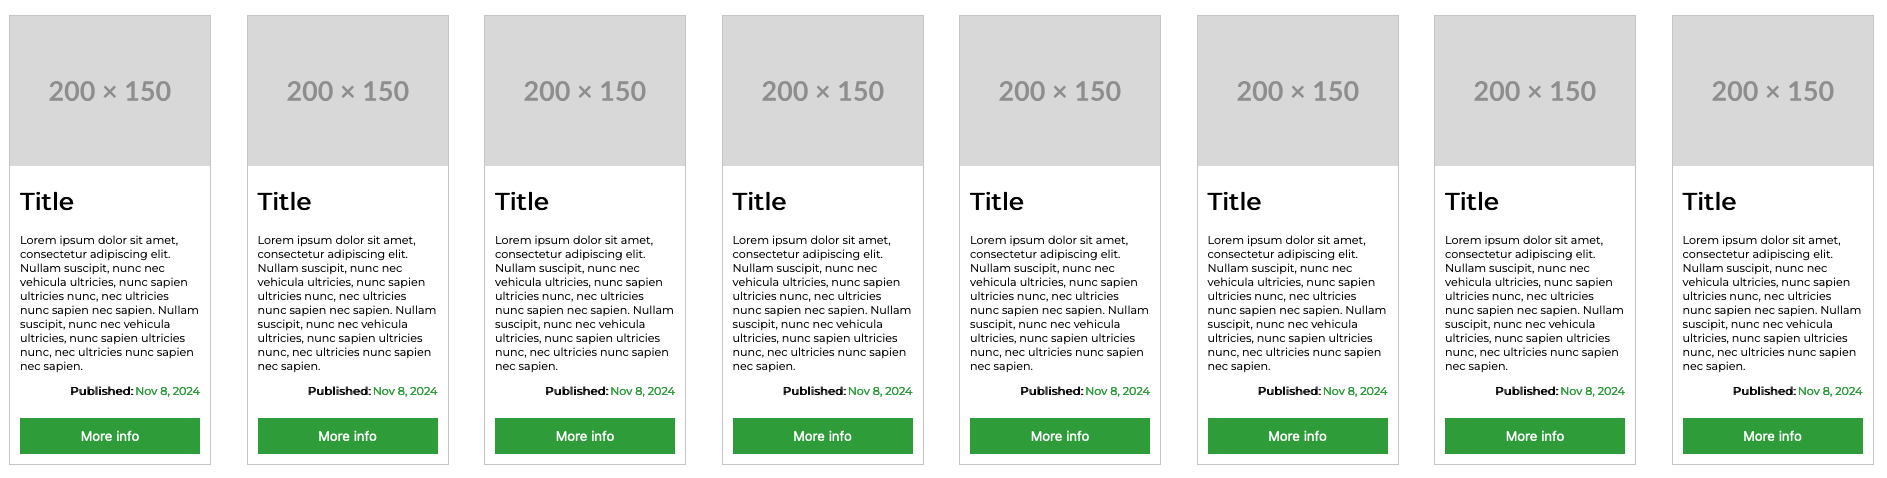 200 × 150
Title
Lorem ipsum dolor sit amet,
consectetur adipiscing elit.
Nullam suscipit, nunc nec
vehicula ultricies, nunc sapien
ultricies nunc, nec ultricies
nunc sapien nec sapien. Nullam
suscipit, nunc nec vehicula
ultricies, nunc sapien ultricies
nunc, nec ultricies nunc sapien
nec sapien.
Published: Nov 8, 2024
More info
200 × 150
Title
Lorem ipsum dolor sit amet,
consectetur adipiscing elit.
Nullam suscipit, nunc nec
vehicula ultricies, nunc sapien
ultricies nunc, nec ultricies
nunc sapien nec sapien. Nullam
suscipit, nunc nec vehicula
ultricies, nunc sapien ultricies
nunc, nec ultricies nunc sapien
nec sapien.
Published: Nov 8, 2024
More info
200 × 150
Title
Lorem ipsum dolor sit amet,
consectetur adipiscing elit.
Nullam suscipit, nunc nec
vehicula ultricies, nunc sapien
ultricies nunc, nec ultricies
nunc sapien nec sapien. Nullam
suscipit, nunc nec vehicula
ultricies, nunc sapien ultricies
nunc, nec ultricies nunc sapien
nec sapien.
Published: Nov 8, 2024
More info
200 × 150
Title
Lorem ipsum dolor sit amet,
consectetur adipiscing elit.
Nullam suscipit, nunc nec
vehicula ultricies, nunc sapien
ultricies nunc, nec ultricies
nunc sapien nec sapien. Nullam
suscipit, nunc nec vehicula
ultricies, nunc sapien ultricies
nunc, nec ultricies nunc sapien
nec sapien.
Published: Nov 8, 2024
More info
200 × 150
Title
Lorem ipsum dolor sit amet,
consectetur adipiscing elit.
Nullam suscipit, nunc nec
vehicula ultricies, nunc sapien
ultricies nunc, nec ultricies
nunc sapien nec sapien. Nullam
suscipit, nunc nec vehicula
ultricies, nunc sapien ultricies
nunc, nec ultricies nunc sapien
nec sapien.
Published: Nov 8, 2024
More info
200 × 150
Title
Lorem ipsum dolor sit amet,
consectetur adipiscing elit.
Nullam suscipit, nunc nec
vehicula ultricies, nunc sapien
ultricies nunc, nec ultricies
nunc sapien nec sapien. Nullam
suscipit, nunc nec vehicula
ultricies, nunc sapien ultricies
nunc, nec ultricies nunc sapien
nec sapien.
Published: Nov 8, 2024
More info
200 × 150
Title
Lorem ipsum dolor sit amet,
consectetur adipiscing elit.
Nullam suscipit, nunc nec
vehicula ultricies, nunc sapien
ultricies nunc, nec ultricies
nunc sapien nec sapien. Nullam
suscipit, nunc nec vehicula
ultricies, nunc sapien ultricies
nunc, nec ultricies nunc sapien
nec sapien.
Published: Nov 8, 2024
More info
200 × 150
Title
Lorem ipsum dolor sit amet,
consectetur adipiscing elit.
Nullam suscipit, nunc nec
vehicula ultricies, nunc sapien
ultricies nunc, nec ultricies
nunc sapien nec sapien. Nullam
suscipit, nunc nec vehicula
ultricies, nunc sapien ultricies
nunc, nec ultricies nunc sapien
nec sapien.
Published: Nov 8, 2024
More info